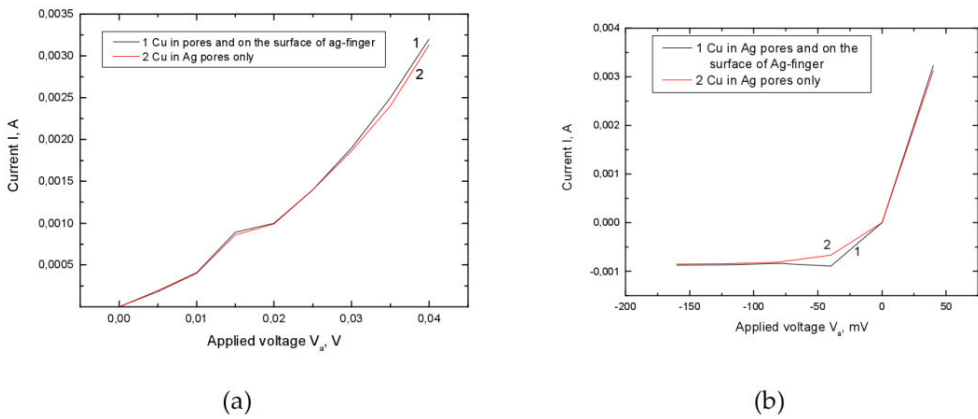 0,0035
0,0030
0,0025
0,0020
0,0015
0,0010
0,0005
Current I, A
1 Cu in pores and on the surface of ag-finger
2 Cu in Ag pores only
1
2
0,00
0,01
0,02
0,03
0,04
Applied voltage Va, V
(a)
0,004
0,003
0,002
0,001
0,000
-0,001
Current I, A
1 Cu in Ag pores and on the
surface of Ag-finger
2 Cu in Ag pores only
2
1
-200
-150
-100
-50
0
50
Applied voltage Va, mV
(b)